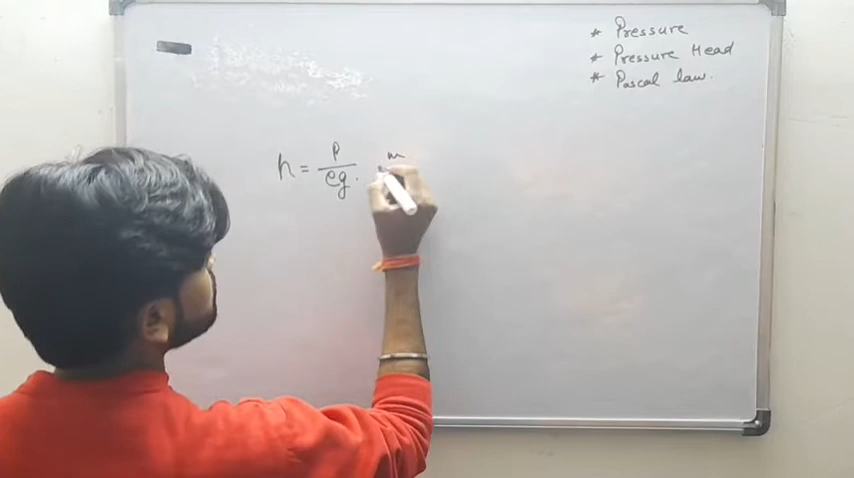 * Pressure
* Pressure Head
* Pascal law.
h = P / ρg . m